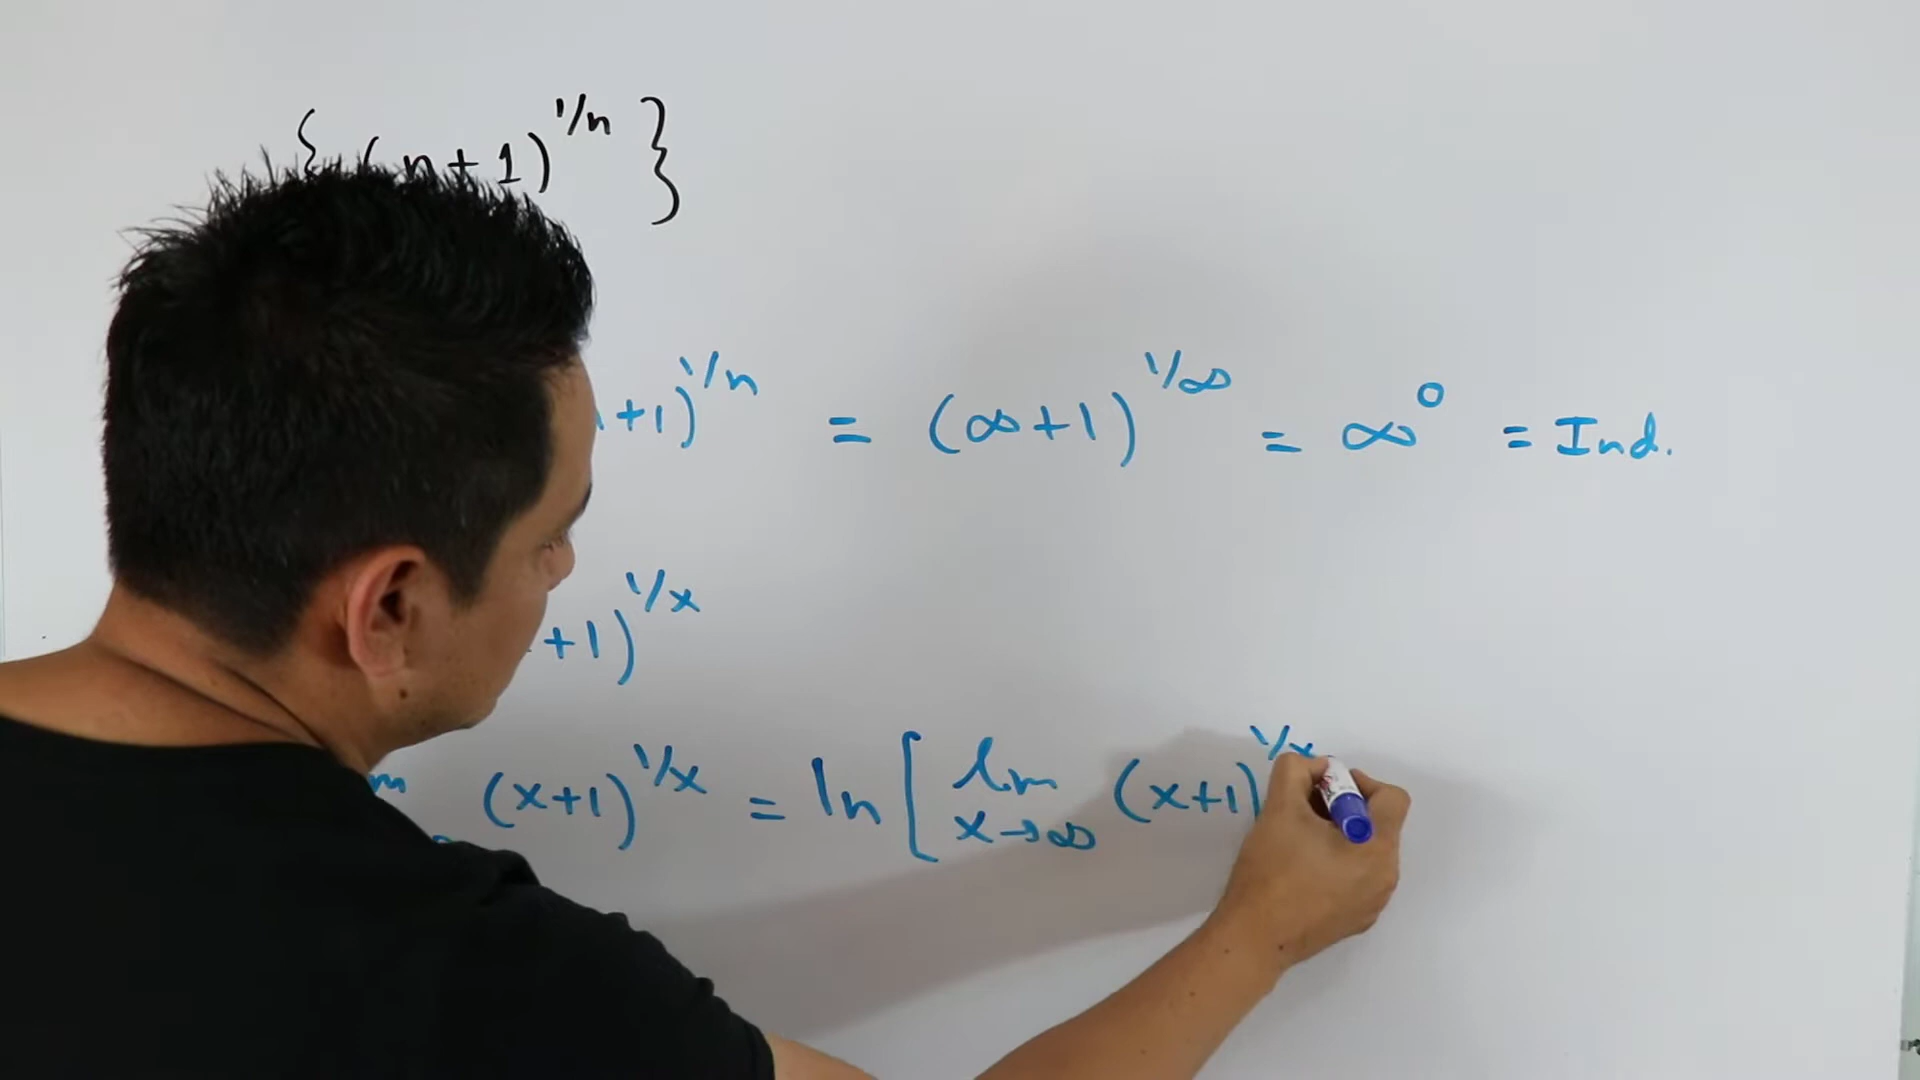 { (n+1)^1/n }
+1)^1/n = (∞+1)^1/∞ = ∞^0 = Ind.
+1)^1/x
m (x+1)^1/x = ln [ lim x→∞ (x+1)^1/x